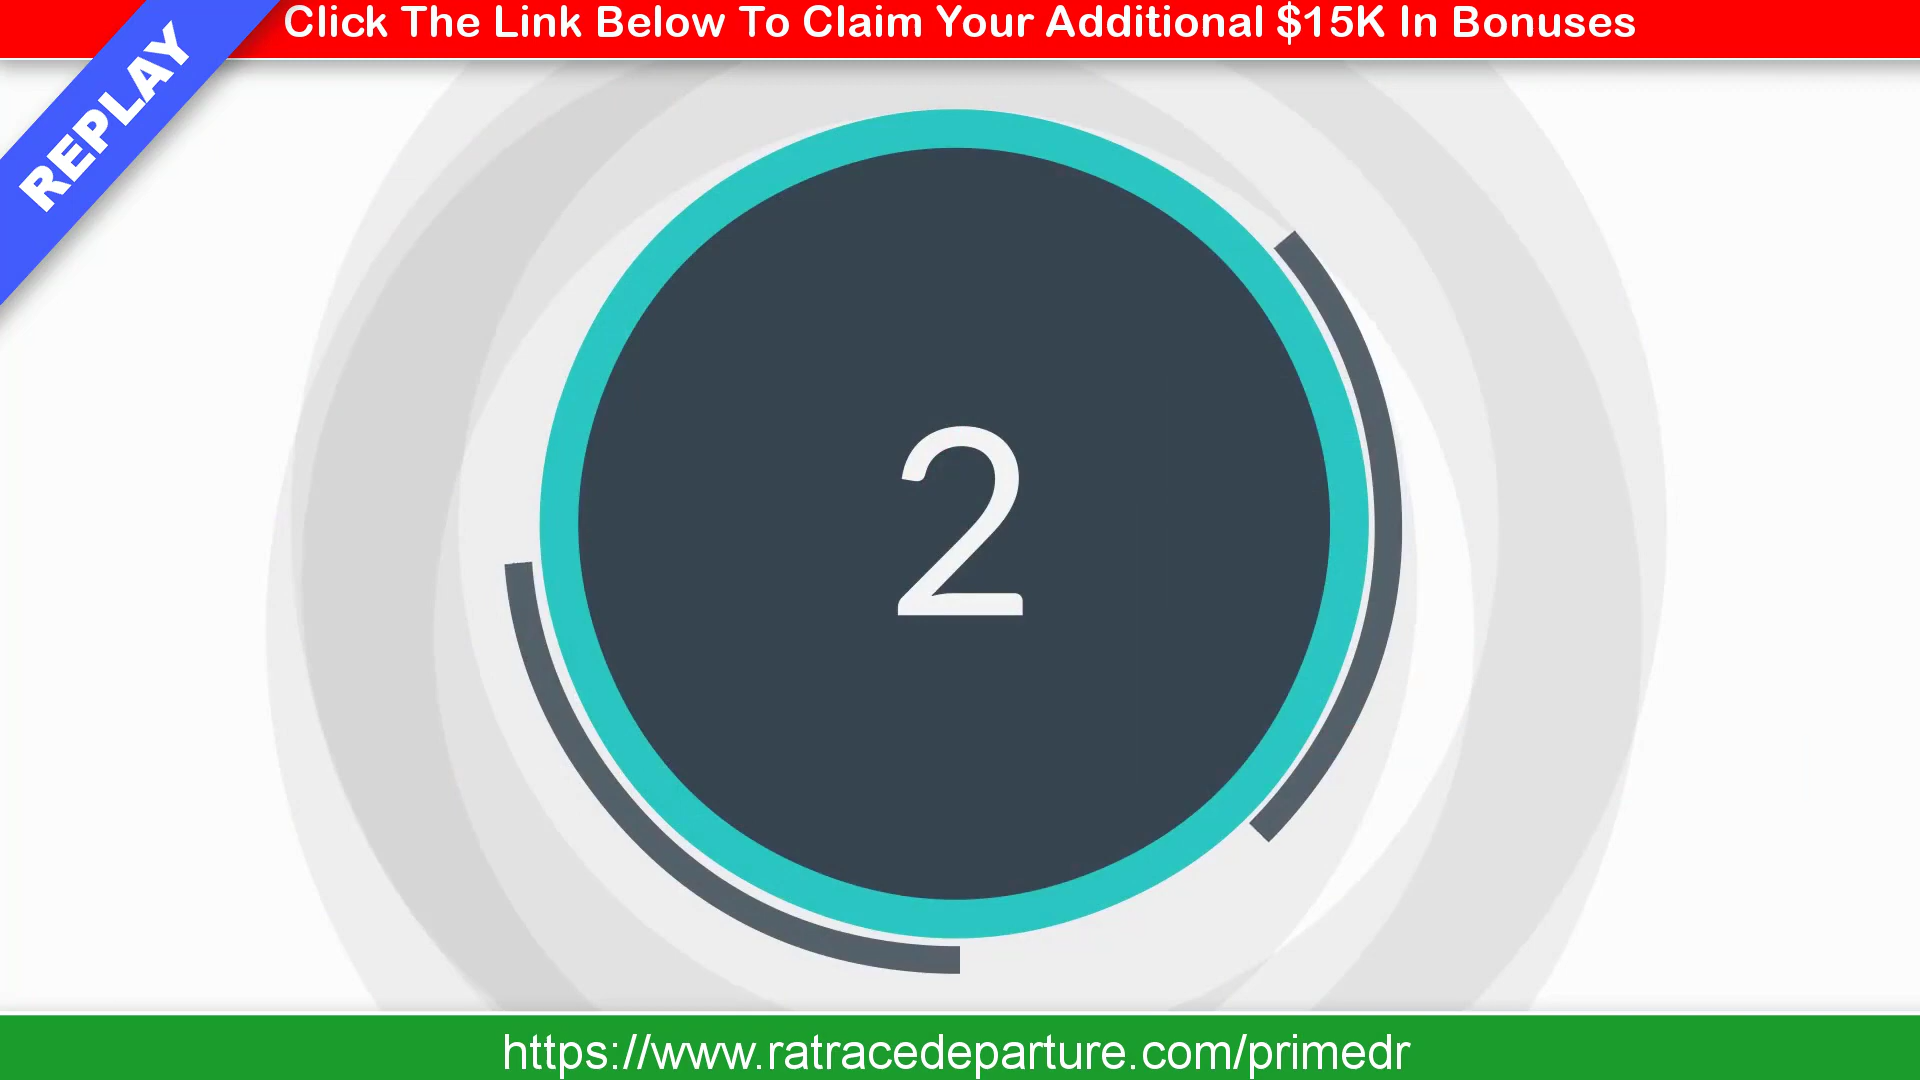 Click The Link Below To Claim Your Additional $15K In Bonuses
REPLAY
2
https://www.ratracedeparture.com/primedr